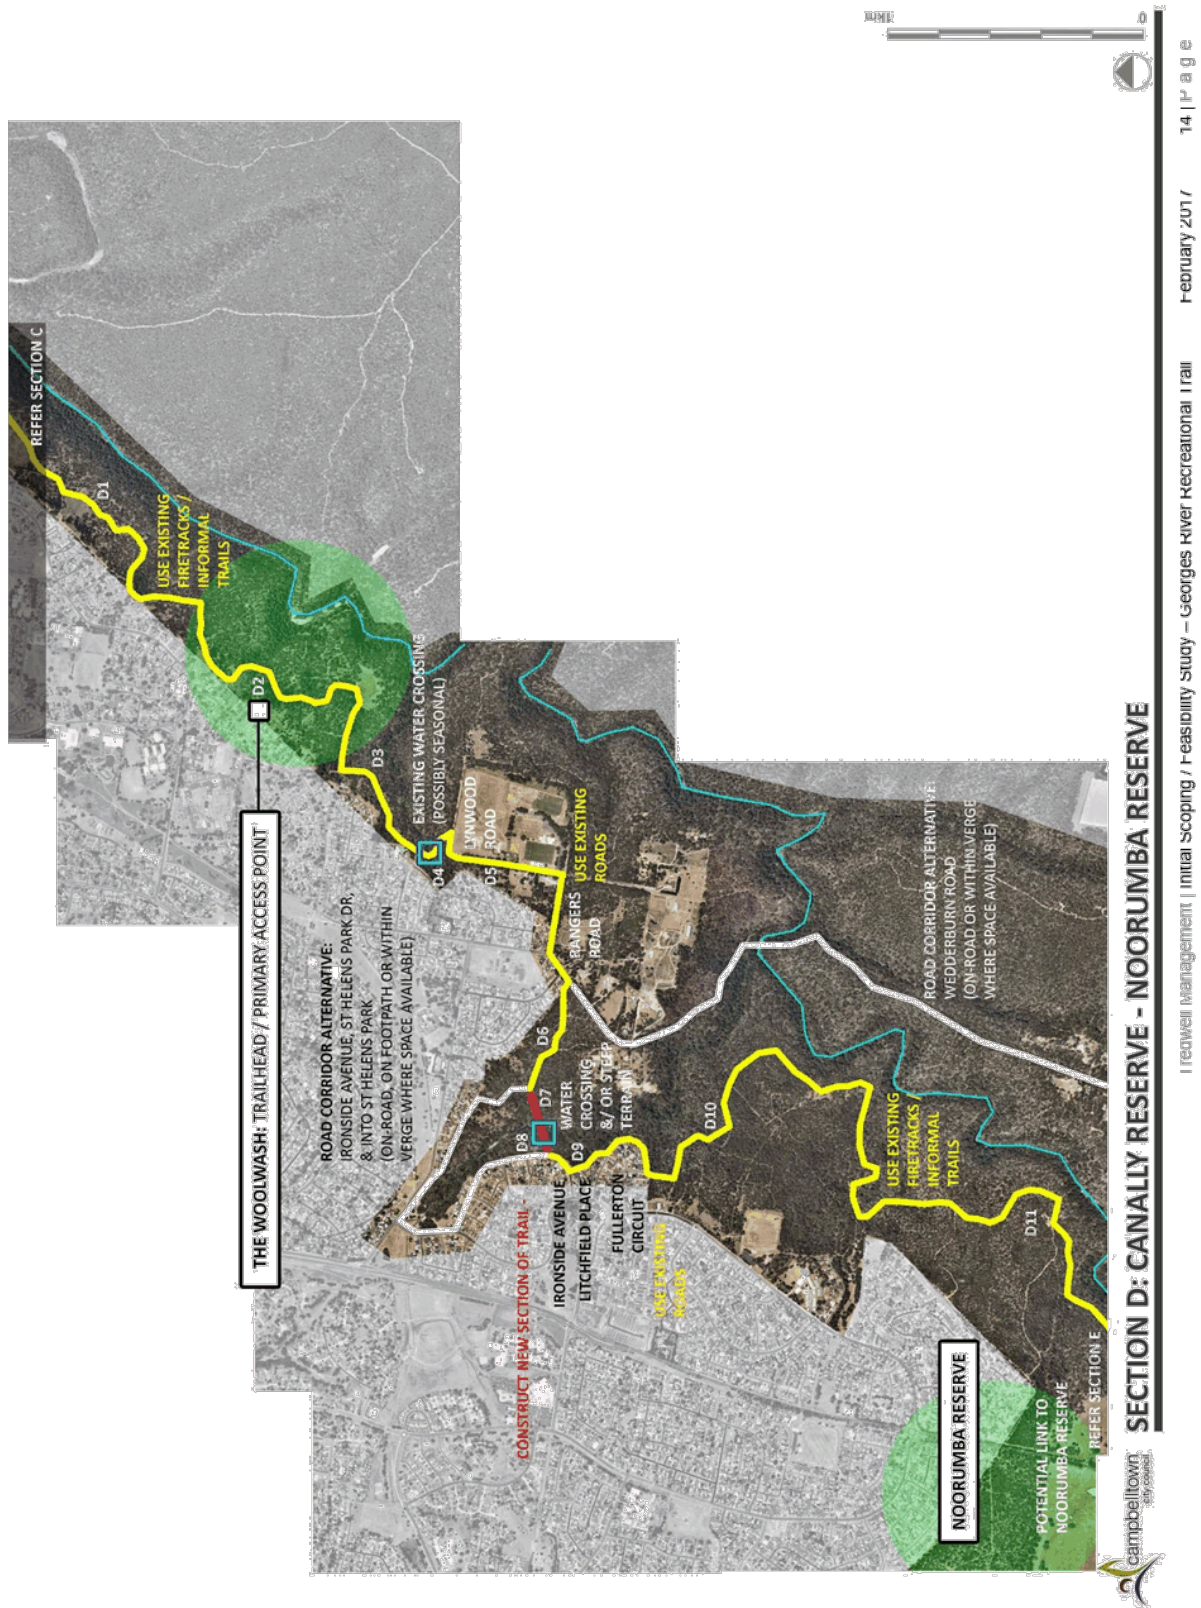 REFER SECTION C
D1
USE EXISTING
FIRETRACKS /
INFORMAL
TRAILS
THE WOOLWASH: TRAILHEAD / PRIMARY ACCESS POINT
D2
D3
EXISTING WATER CROSSING
(POSSIBLY SEASONAL)
D4
LYNWOOD
ROAD
D5
USE EXISTING
ROADS
RANGERS
ROAD
ROAD CORRIDOR ALTERNATIVE:
IRONSIDE AVENUE, ST HELENS PARK DR,
& INTO ST HELENS PARK
(ON-ROAD, ON FOOTPATH OR WITHIN
VERGE WHERE SPACE AVAILABLE)
D6
D7
D8
WATER
CROSSING
& / OR STEEP
TERRAIN
D9
CONSTRUCT NEW SECTION OF TRAIL -
IRONSIDE AVENUE
LITCHFIELD PLACE
FULLERTON
CIRCUIT
USE EXISTING
ROADS
D10
ROAD CORRIDOR ALTERNATIVE:
WEDDERBURN ROAD
(ON-ROAD OR WITHIN VERGE
WHERE SPACE AVAILABLE)
USE EXISTING
FIRETRACKS /
INFORMAL
TRAILS
D11
NOORUMBA RESERVE
POTENTIAL LINK TO
NOORUMBA RESERVE
REFER SECTION E
0 1km
campbelltown
city council
SECTION D: CANALLY RESERVE - NOORUMBA RESERVE
Tredwell Management | Initial Scoping / Feasibility Study – Georges River Recreational Trail February 2017 14 | P a g e